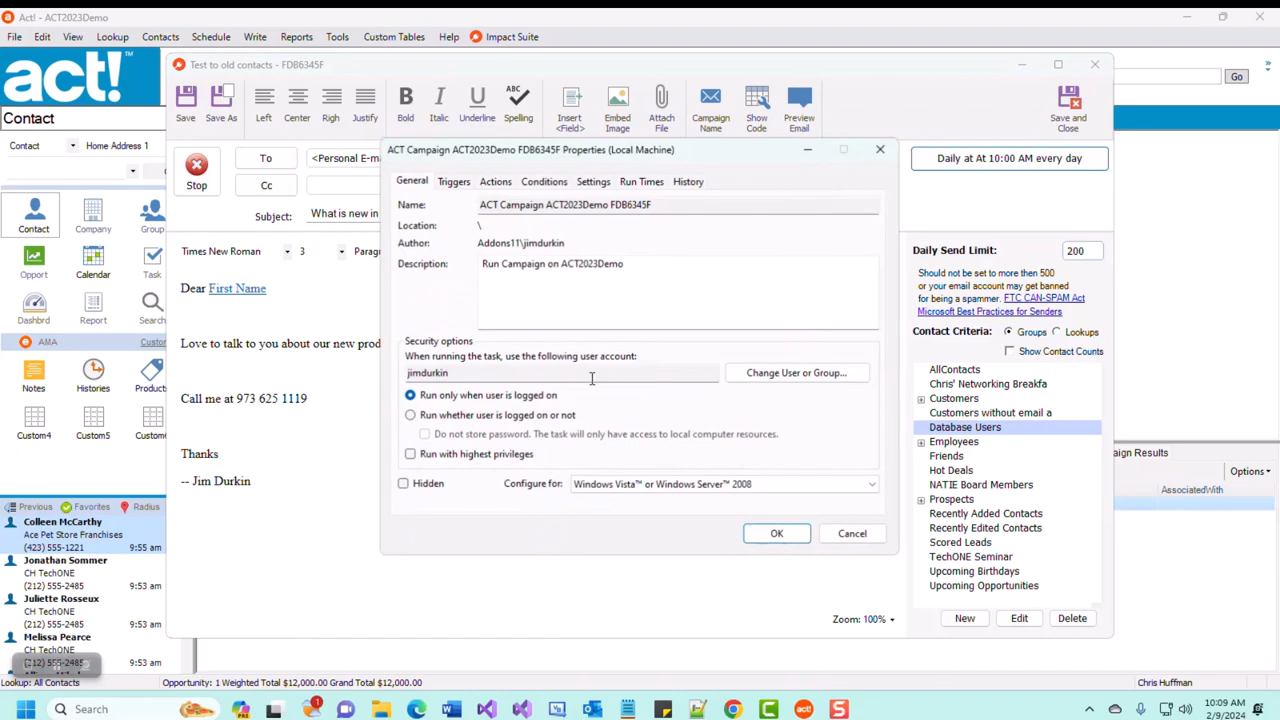 Act! - ACT2023Demo
File Edit View Lookup Contacts Schedule Write Reports Tools Custom Tables Help Impact Suite
act!™
Go
Contact
Contact Home Address 1
Contact Company Group
Opport Calendar Task
Dashbrd Report Search
AMA Custo
Notes Histories Product
Custom4 Custom5 Custom6
Previous Favorites Radius
Colleen McCarthy
Ace Pet Store Franchises
(423) 555-1221 9:55 am
Jonathan Sommer
CH TechONE
(212) 555-2485 9:53 am
Juliette Rosseux
CH TechONE
(212) 555-2485 9:53 am
Melissa Pearce
CH TechONE
(212) 555-2485 9:53 am
Lookup: All Contacts Opportunity: 1 Weighted Total $12,000.00 Grand Total $12,000.00 Chris Huffman
Test to old contacts - FDB6345F
Save Save As Left Center Righ Justify Bold Italic Underline Spelling Insert <Field> Embed Image Attach File Campaign Name Show Code Preview Email Save and Close
ABC
Stop
To <Personal E-ma
Cc
Subject: What is new in
Times New Roman 3 Paragr
Dear First Name
Love to talk to you about our new prod
Call me at 973 625 1119
Thanks
-- Jim Durkin
Zoom: 100%
ACT Campaign ACT2023Demo FDB6345F Properties (Local Machine)
General Triggers Actions Conditions Settings Run Times History
Name: ACT Campaign ACT2023Demo FDB6345F
Location: \
Author: Addons11\jimdurkin
Description: Run Campaign on ACT2023Demo
Security options
When running the task, use the following user account:
jimdurkin Change User or Group...
Run only when user is logged on
Run whether user is logged on or not
Do not store password. The task will only have access to local computer resources.
Run with highest privileges
Hidden Configure for: Windows Vista™ or Windows Server™ 2008
OK Cancel
Daily at At 10:00 AM every day
Daily Send Limit: 200
Should not be set to more then 500
or your email account may get banned
for being a spammer. FTC CAN-SPAM Act
Microsoft Best Practices for Senders
Contact Criteria: Groups Lookups
Show Contact Counts
AllContacts
Chris' Networking Breakfa
Customers
Customers without email a
Database Users
Employees
Friends
Hot Deals
NATIE Board Members
Prospects
Recently Added Contacts
Recently Edited Contacts
Scored Leads
TechONE Seminar
Upcoming Birthdays
Upcoming Opportunities
New Edit Delete
aign Results
Options
AssociatedWith
Search
10:09 AM
2/9/2024